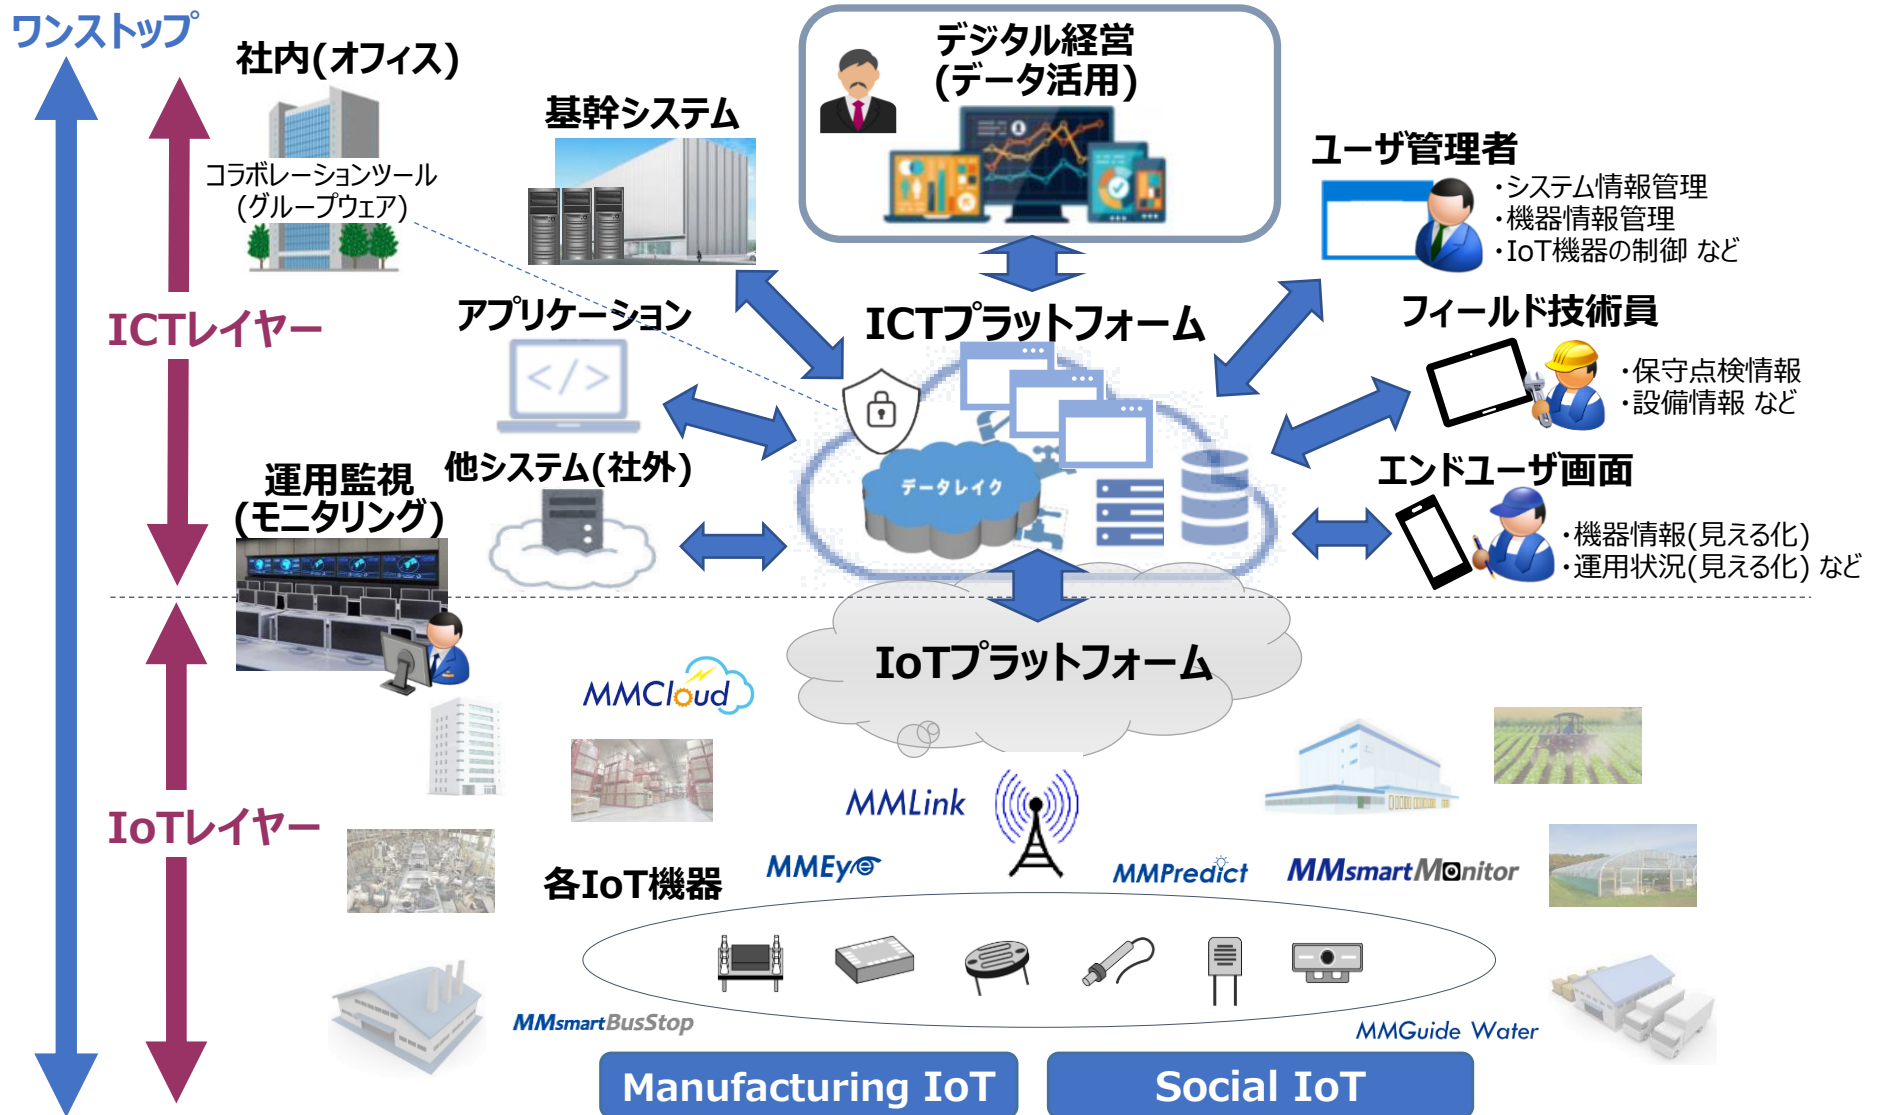 ワンストップ
社内(オフィス)
コラボレーションツール
(グループウェア)
基幹システム
デジタル経営
(データ活用)
ユーザ管理者
・システム情報管理
・機器情報管理
・IoT機器の制御 など
ICTレイヤー
アプリケーション
</>
ICTプラットフォーム
データレイク
フィールド技術員
・保守点検情報
・設備情報 など
運用監視
(モニタリング)
他システム(社外)
エンドユーザ画面
・機器情報(見える化)
・運用状況(見える化) など
IoTプラットフォーム
MMCloud
IoTレイヤー
MMLink
各IoT機器
MMEye
MMPredict
MMsmartMonitor
MMsmartBusStop
MMGuide Water
Manufacturing IoT
Social IoT